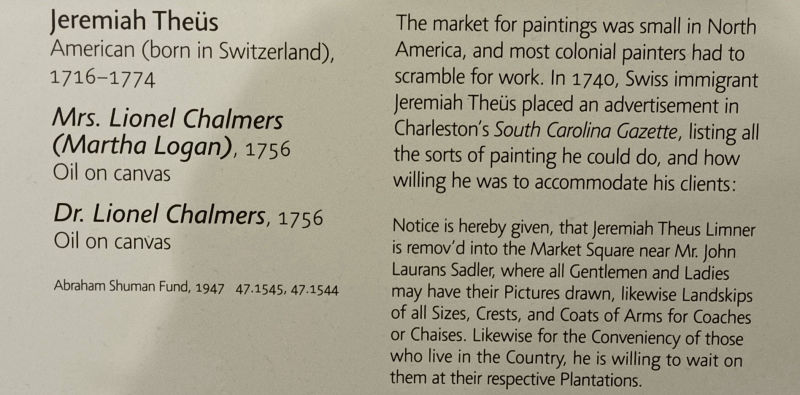 Jeremiah Theüs
American (born in Switzerland),
1716–1774
Mrs. Lionel Chalmers
(Martha Logan), 1756
Oil on canvas
Dr. Lionel Chalmers, 1756
Oil on canvas
Abraham Shuman Fund, 1947 47.1545, 47.1544
The market for paintings was small in North
America, and most colonial painters had to
scramble for work. In 1740, Swiss immigrant
Jeremiah Theüs placed an advertisement in
Charleston's South Carolina Gazette, listing all
the sorts of painting he could do, and how
willing he was to accommodate his clients:
Notice is hereby given, that Jeremiah Theus Limner
is remov'd into the Market Square near Mr. John
Laurans Sadler, where all Gentlemen and Ladies
may have their Pictures drawn, likewise Landskips
of all Sizes, Crests, and Coats of Arms for Coaches
or Chaises. Likewise for the Conveniency of those
who live in the Country, he is willing to wait on
them at their respective Plantations.